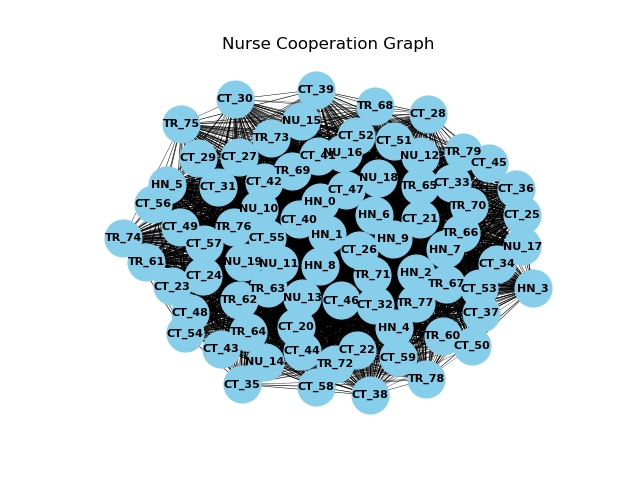 Nurse Cooperation Graph
CT_39
CT_30
TR_68
CT_28
NU_15
TR_75
TR_73
CT_52
CT_51
NU_16
TR_79
CT_29
CT_27
CT_41
NU_12
CT_45
TR_69
NU_18
CT_42
CT_33
HN_5
CT_31
TR_65
CT_36
CT_47
CT_56
HN_0
NU_10
TR_70
CT_25
HN_6
CT_40
CT_21
CT_49
TR_76
HN_1
TR_66
TR_74
CT_55
HN_9
CT_57
NU_17
CT_26
HN_7
TR_61
NU_19
NU_11
HN_8
CT_34
CT_24
TR_71
HN_2
TR_67
CT_23
TR_63
CT_53
HN_3
TR_62
NU_13
CT_46
CT_32
TR_77
CT_48
CT_37
CT_20
HN_4
CT_54
TR_64
TR_60
CT_43
CT_44
CT_22
CT_50
NU_14
TR_72
CT_59
TR_78
CT_35
CT_58
CT_38